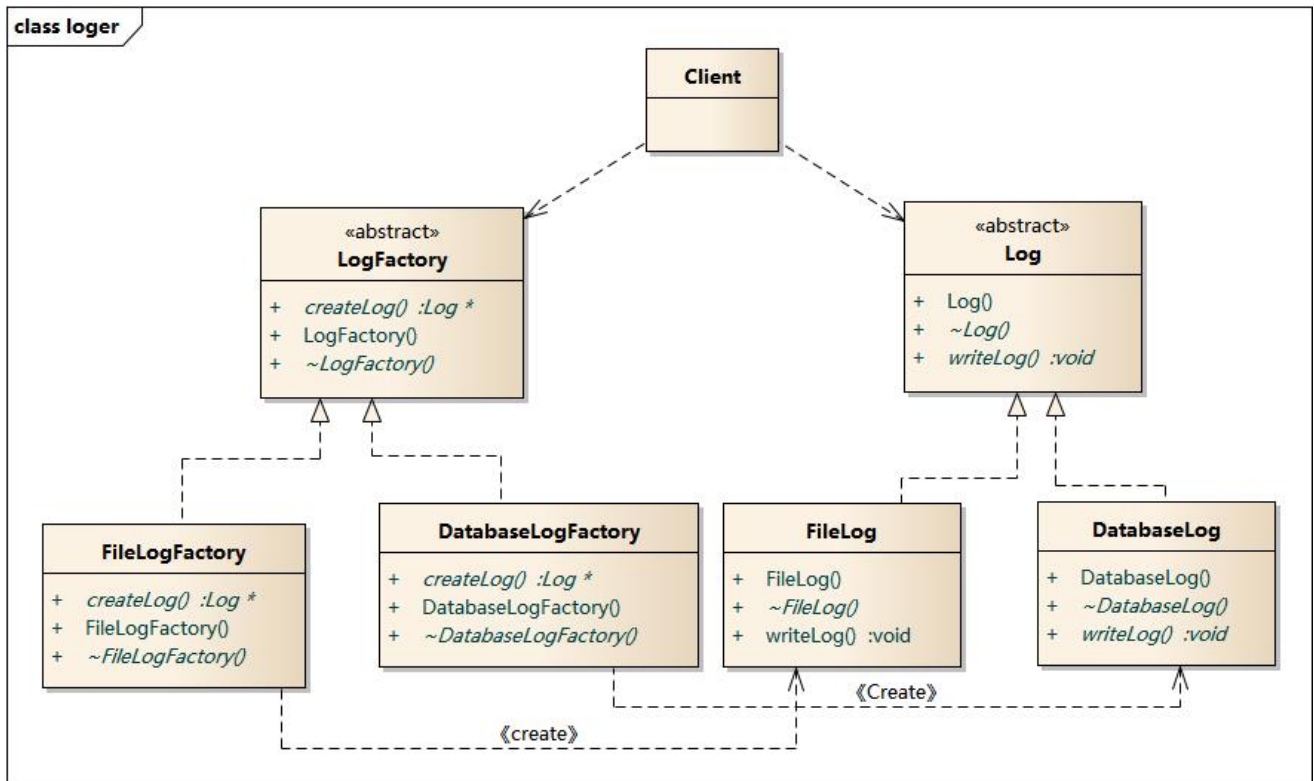 class loger
Client
«abstract»
LogFactory
+ createLog() :Log *
+ LogFactory()
+ ~LogFactory()
«abstract»
Log
+ Log()
+ ~Log()
+ writeLog() :void
FileLogFactory
+ createLog() :Log *
+ FileLogFactory()
+ ~FileLogFactory()
DatabaseLogFactory
+ createLog() :Log *
+ DatabaseLogFactory()
+ ~DatabaseLogFactory()
FileLog
+ FileLog()
+ ~FileLog()
+ writeLog() :void
DatabaseLog
+ DatabaseLog()
+ ~DatabaseLog()
+ writeLog() :void
《Create》
《create》